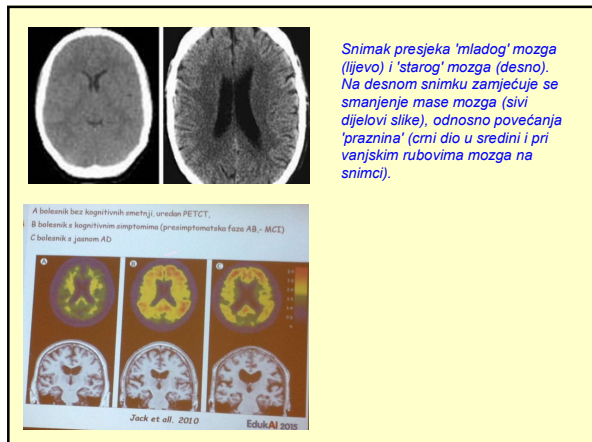 Snimak presjeka 'mladog' mozga
(lijevo) i 'starog' mozga (desno).
Na desnom snimku zamjećuje se
smanjenje mase mozga (sivi
dijelovi slike), odnosno povećanja
'praznina' (crni dio u sredini i pri
vanjskim rubovima mozga na
snimci).
A bolesnik bez kognitivnih smetnji, uredan PETCT,
B bolesnik s kognitivnim simptomima (presimptomatska faza AB,- MCI)
C bolesnik s jasnom AD
A B C
Jack et all. 2010
EdukAl 2015